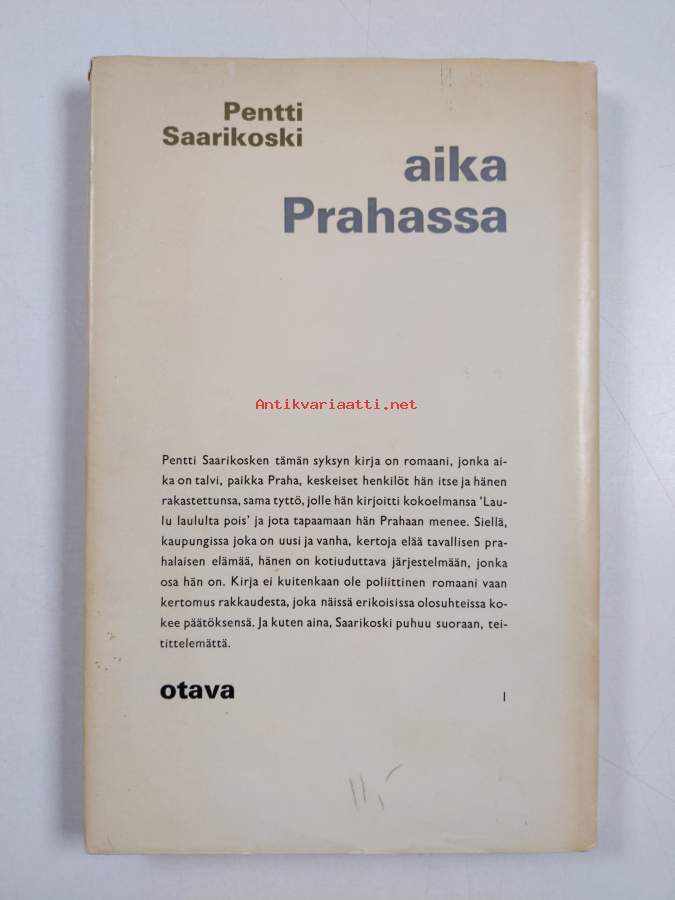 Pentti
Saarikoski
aika
Prahassa
Antikvariaatti.net
Pentti Saarikosken tämän syksyn kirja on romaani, jonka ai-
ka on talvi, paikka Praha, keskeiset henkilöt hän itse ja hänen
rakastettunsa, sama tyttö, jolle hän kirjoitti kokoelmansa 'Lau-
lu laululta pois' ja jota tapaamaan hän Prahaan menee. Siellä,
kaupungissa joka on uusi ja vanha, kertoja elää tavallisen pra-
halaisen elämää, hänen on kotiuduttava järjestelmään, jonka
osa hän on. Kirja ei kuitenkaan ole poliittinen romaani vaan
kertomus rakkaudesta, joka näissä erikoisissa olosuhteissa ko-
kee päätöksensä. Ja kuten aina, Saarikoski puhuu suoraan, tei-
tittelemättä.
otava
I